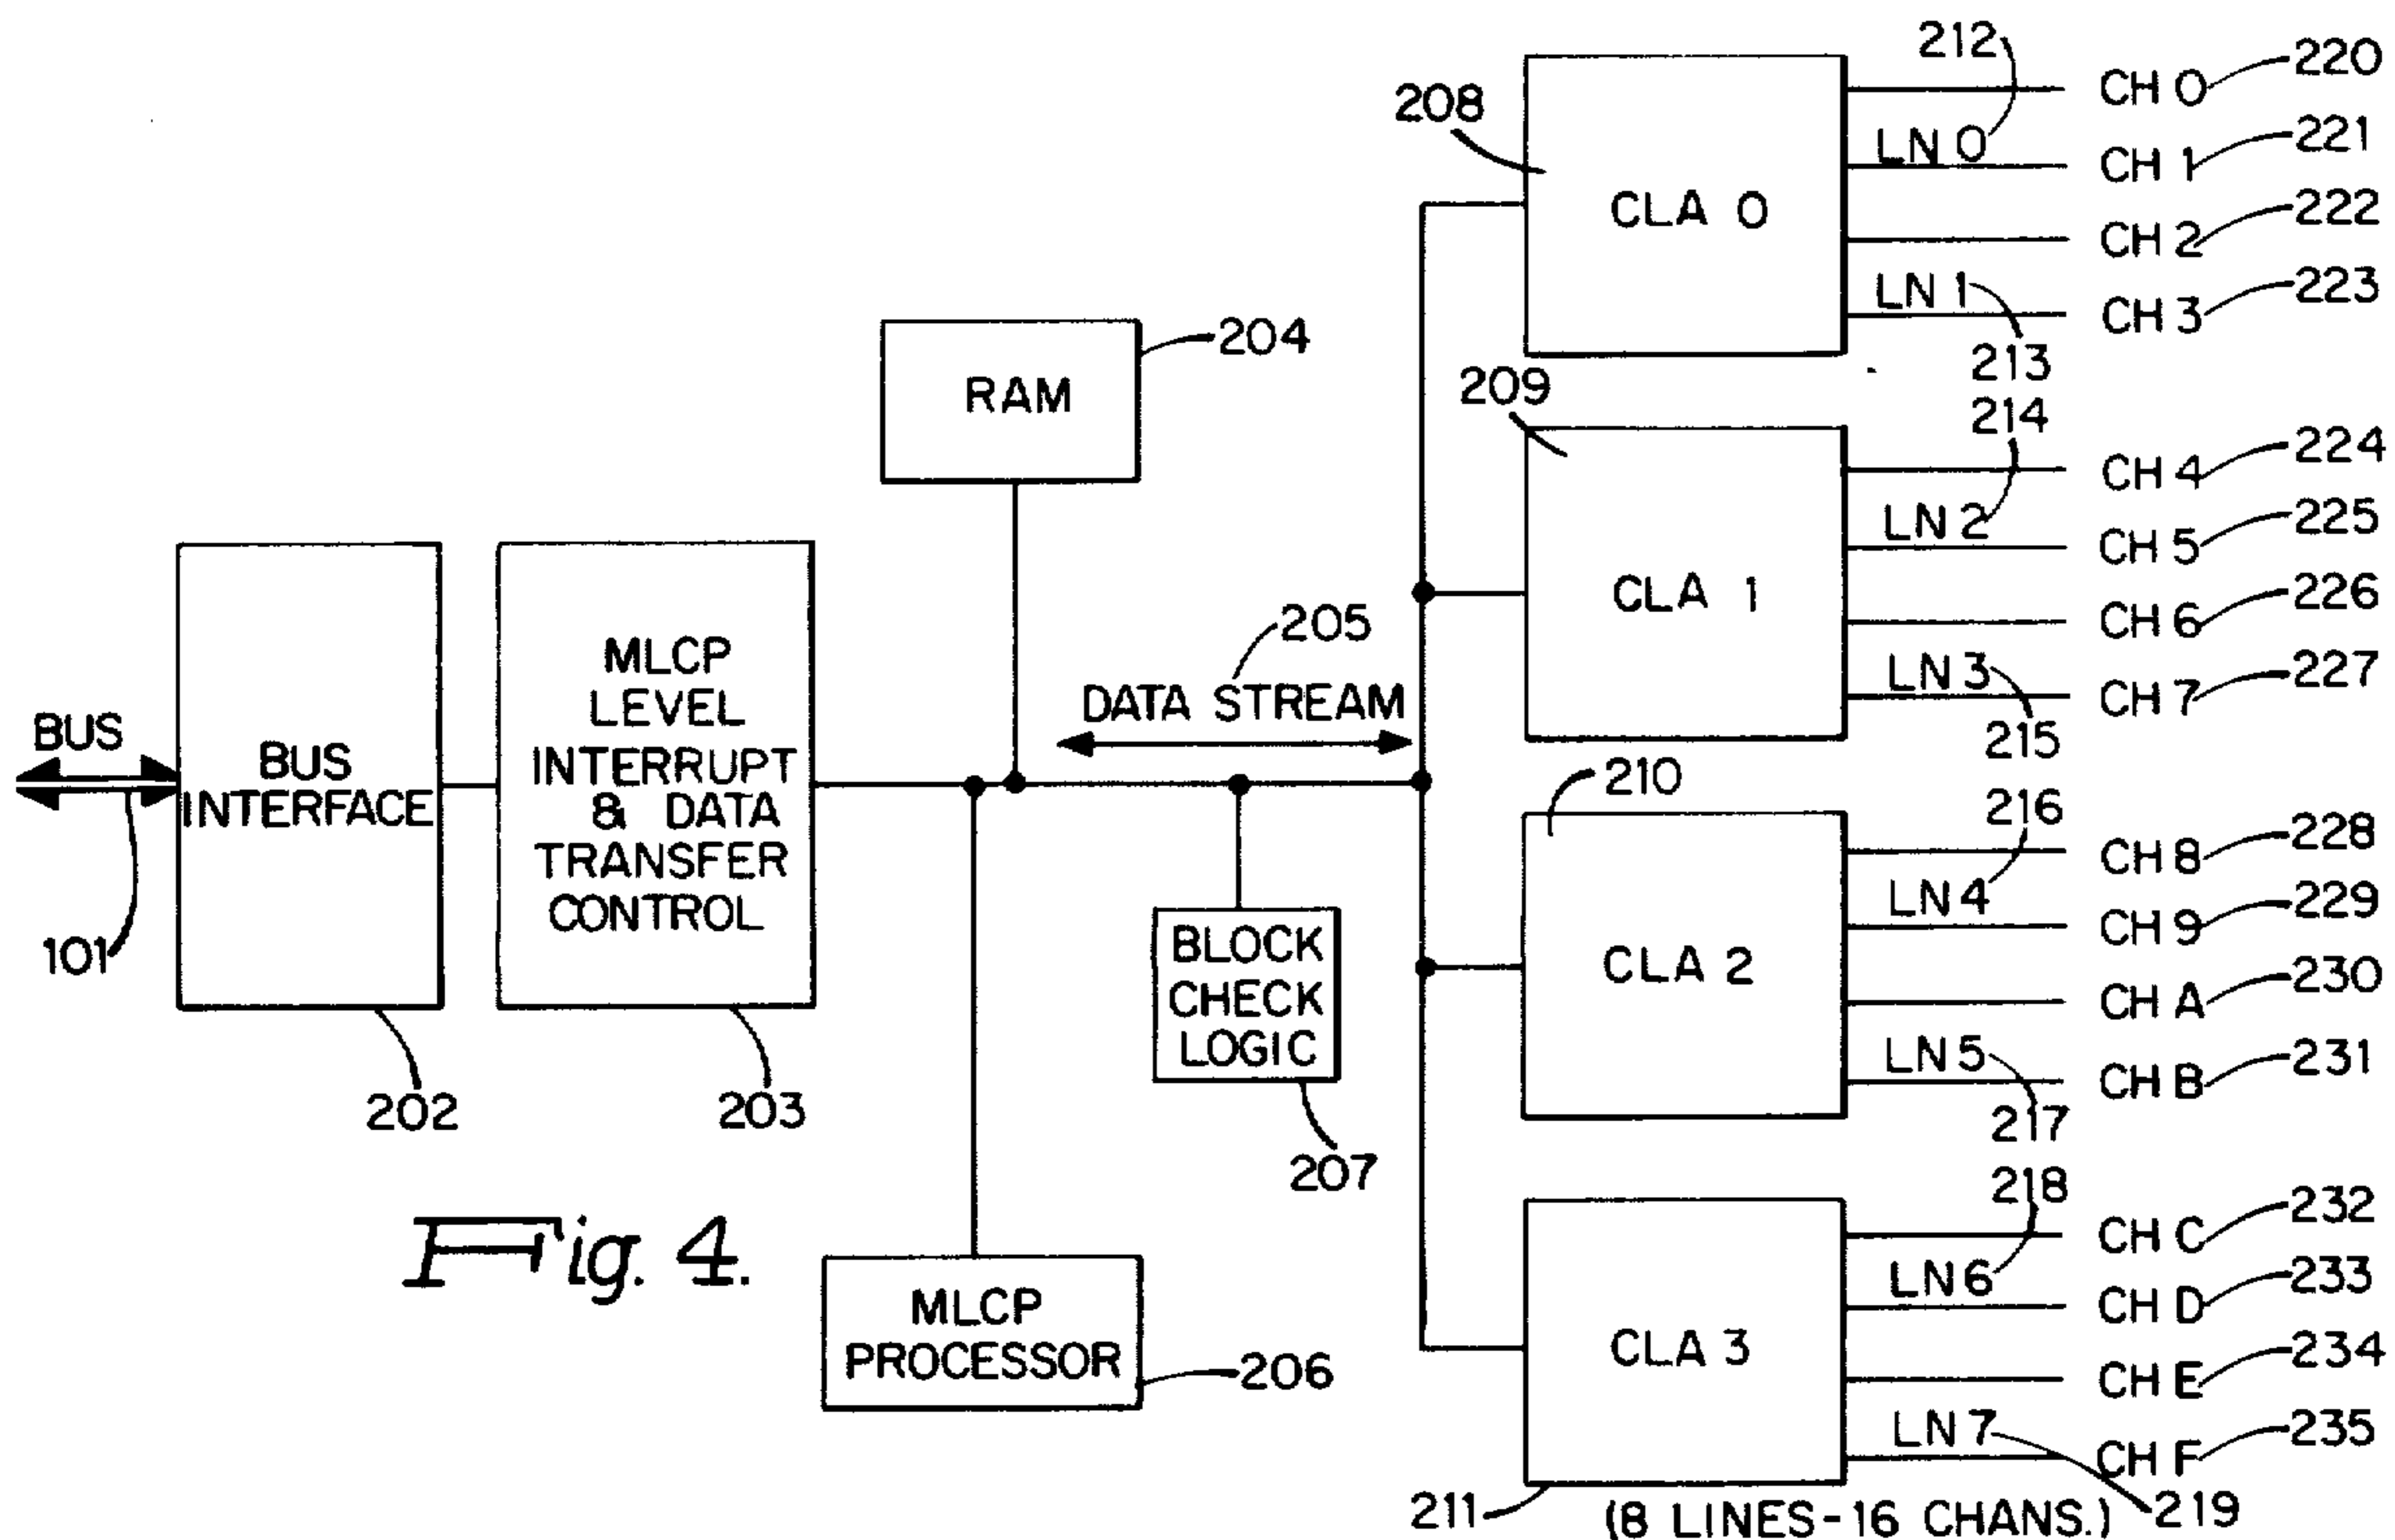 BUS
101
BUS
INTERFACE
202
MLCP
LEVEL
INTERRUPT
& DATA
TRANSFER
CONTROL
203
RAM
204
DATA STREAM
205
BLOCK
CHECK
LOGIC
207
MLCP
PROCESSOR
206
Fig. 4.
208
CLA 0
212
LN 0
LN 1
213
CH 0 220
CH 1 221
CH 2 222
CH 3 223
209
CLA 1
214
LN 2
LN 3
215
CH 4 224
CH 5 225
CH 6 226
CH 7 227
210
CLA 2
216
LN 4
LN 5
217
CH 8 228
CH 9 229
CH A 230
CH B 231
211
CLA 3
218
LN 6
LN 7
219
CH C 232
CH D 233
CH E 234
CH F 235
(8 LINES-16 CHANS.)